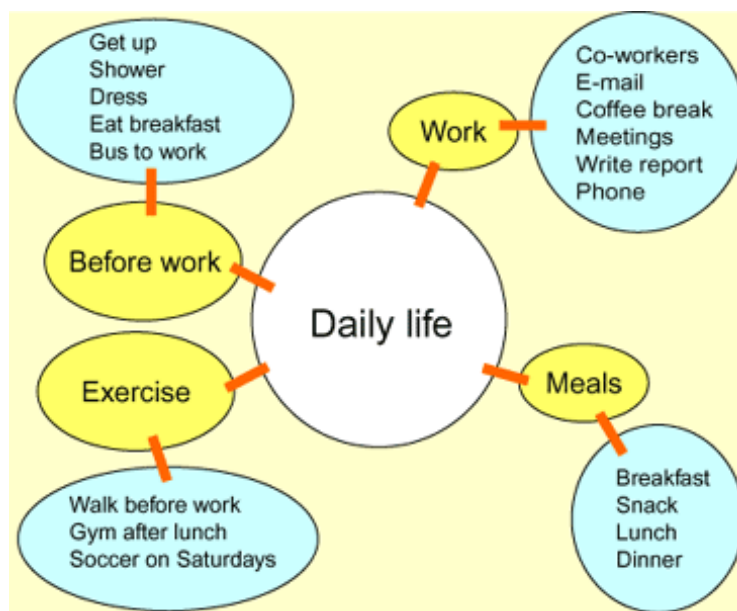 Get up
Shower
Dress
Eat breakfast
Bus to work
Before work
Work
Co-workers
E-mail
Coffee break
Meetings
Write report
Phone
Daily life
Exercise
Walk before work
Gym after lunch
Soccer on Saturdays
Meals
Breakfast
Snack
Lunch
Dinner